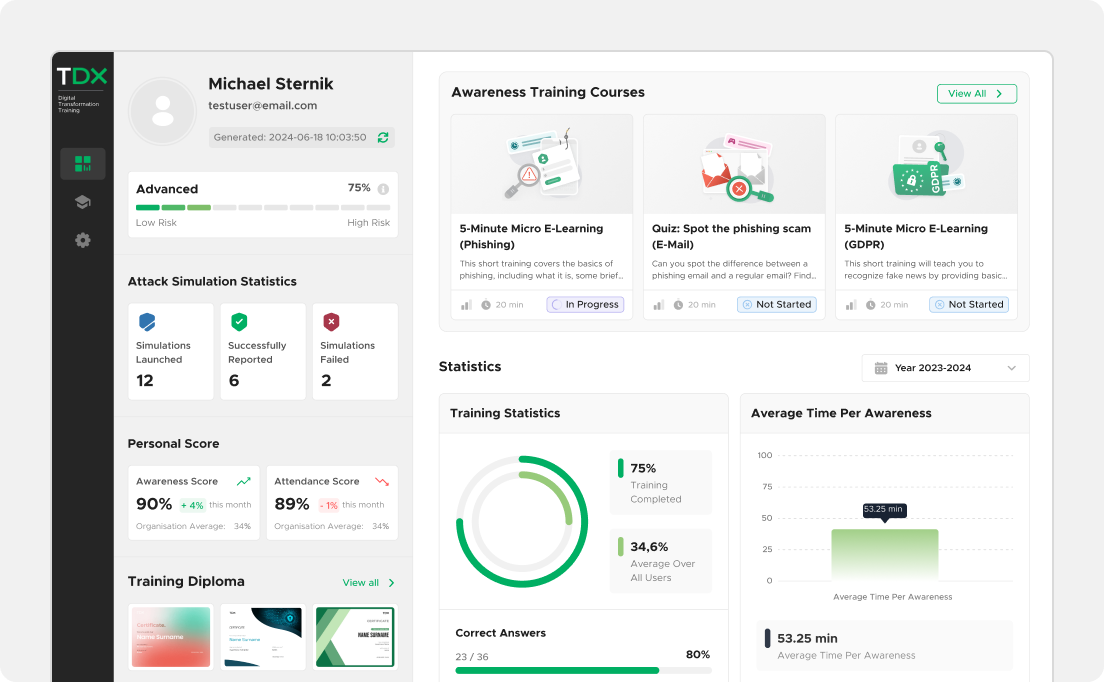 TDX
Digital
Transformation
Training
Michael Sternik
testuser@email.com
Generated: 2024-06-18 10:03:50
Advanced
75%
Low Risk
High Risk
Attack Simulation Statistics
Simulations
Launched
12
Successfully
Reported
6
Simulations
Failed
2
Personal Score
Awareness Score
90%
+ 4%
this month
Organisation Average:
34%
Attendance Score
89%
- 1%
this month
Organisation Average:
34%
Training Diploma
View all
Certificate.
Name Surname
Name Surname
CERTIFICATE
NAME SURNAME
Awareness Training Courses
View All
5-Minute Micro E-Learning
(Phishing)
This short training covers the basics of
phishing, including what it is, some brief...
20 min
In Progress
Quiz: Spot the phishing scam
(E-Mail)
Can you spot the difference between a
phishing email and a regular email? Find...
20 min
Not Started
GDPR
5-Minute Micro E-Learning
(GDPR)
This short training will teach you to
recognize fake news by providing basic...
20 min
Not Started
Statistics
Year 2023-2024
Training Statistics
75%
Training
Completed
34,6%
Average Over
All Users
Correct Answers
23 / 36
80%
Average Time Per Awareness
100
75
50
25
0
53.25 min
Average Time Per Awareness
53.25 min
Average Time Per Awareness